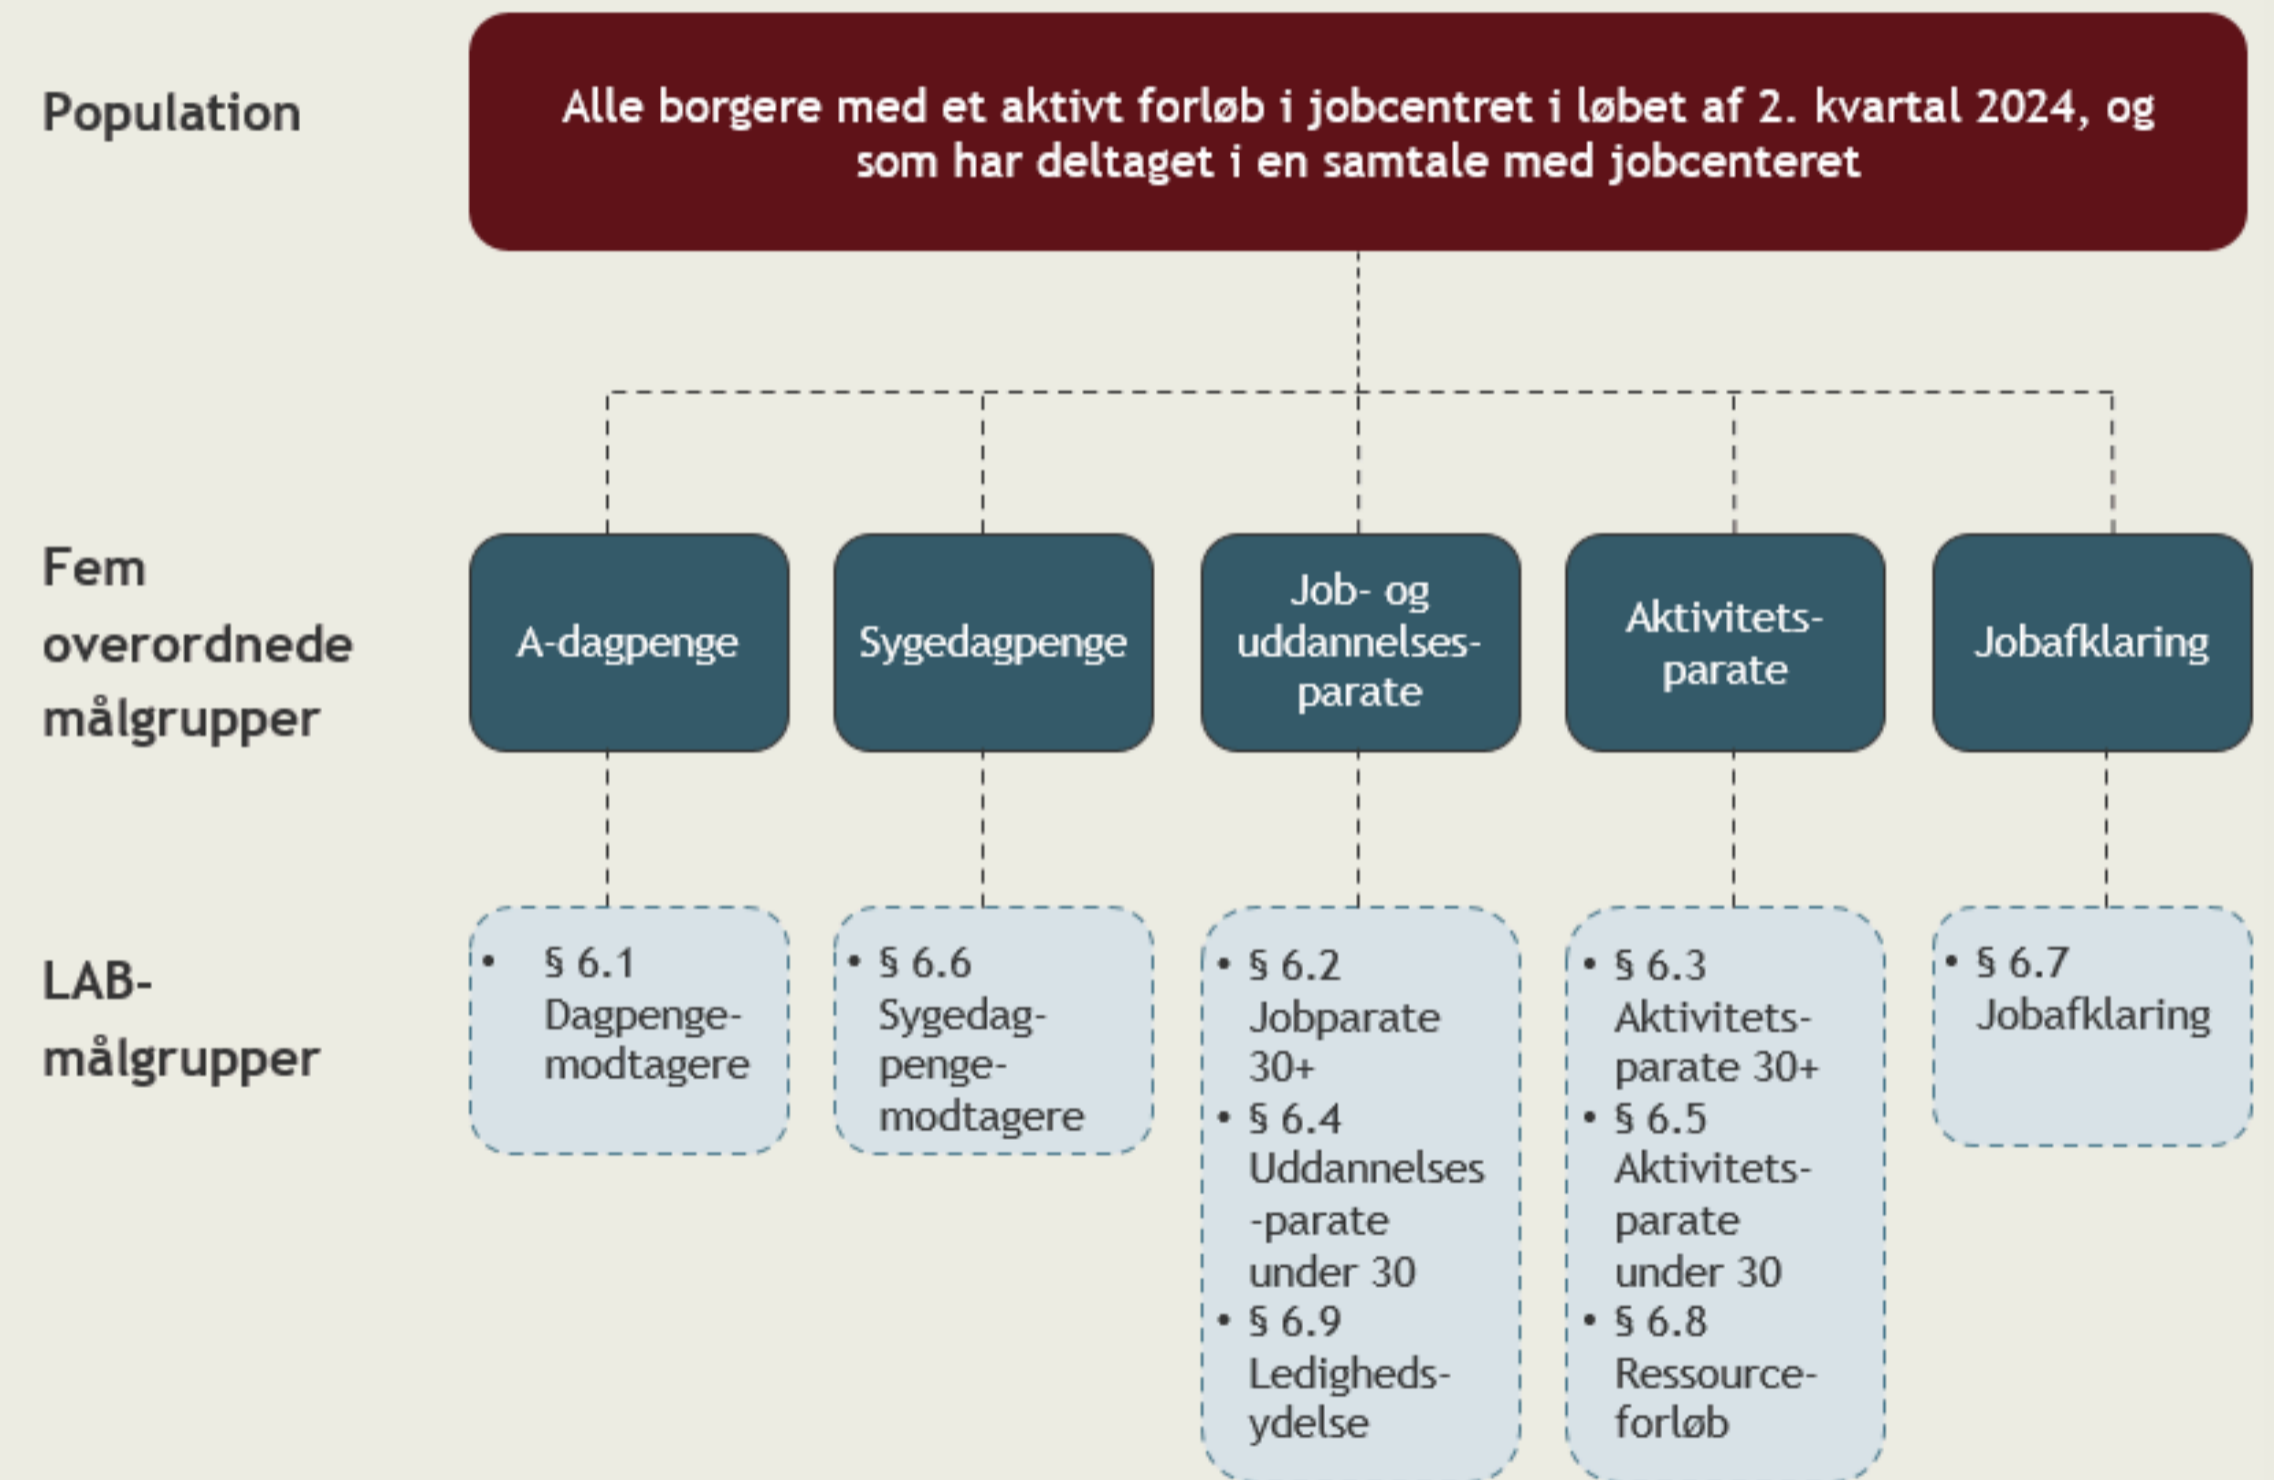 Population
Alle borgere med et aktivt forløb i jobcentret i løbet af 2. kvartal 2024, og
som har deltaget i en samtale med jobcenteret
Fem
overordnede
målgrupper
A-dagpenge
Sygedagpenge
Job- og
uddannelses-
parate
Aktivitets-
parate
Jobafklaring
LAB-
målgrupper
• § 6.1
Dagpenge-
modtagere
• § 6.6
Sygedag-
penge-
modtagere
• § 6.2
Jobparate
30+
• § 6.4
Uddannelses
-parate
under 30
• § 6.9
Ledigheds-
ydelse
• § 6.3
Aktivitets-
parate 30+
• § 6.5
Aktivitets-
parate
under 30
• § 6.8
Ressource-
forløb
• § 6.7
Jobafklaring